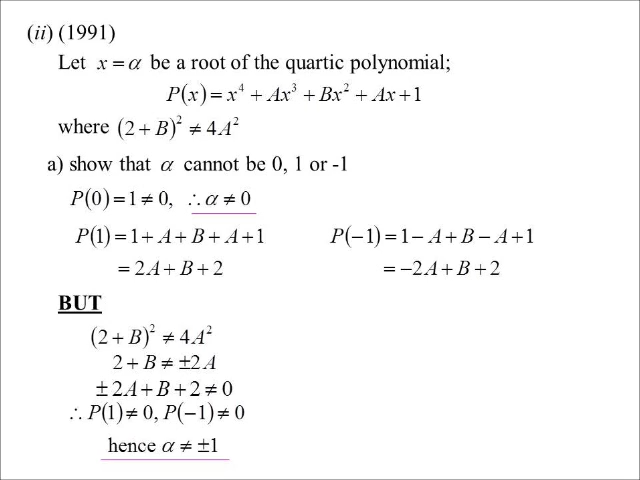 (ii) (1991)
Let x = α be a root of the quartic polynomial;
P(x) = x⁴ + Ax³ + Bx² + Ax + 1
where (2 + B)² ≠ 4A²
a) show that α cannot be 0, 1 or -1
P(0) = 1 ≠ 0, ∴ α ≠ 0
P(1) = 1 + A + B + A + 1 P(−1) = 1 − A + B − A + 1
= 2A + B + 2 = −2A + B + 2
BUT
(2 + B)² ≠ 4A²
2 + B ≠ ±2A
± 2A + B + 2 ≠ 0
∴ P(1) ≠ 0, P(−1) ≠ 0
hence α ≠ ±1